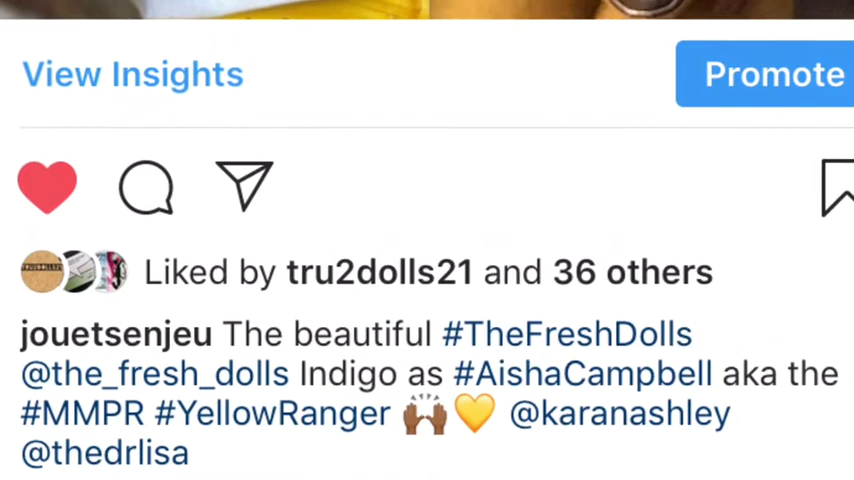 View Insights
Promote
Liked by tru2dolls21 and 36 others
jouetsenjeu The beautiful #TheFreshDolls
@the_fresh_dolls Indigo as #AishaCampbell aka the
#MMPR #YellowRanger 🙌🏾 💛 @karanashley
@thedrlisa